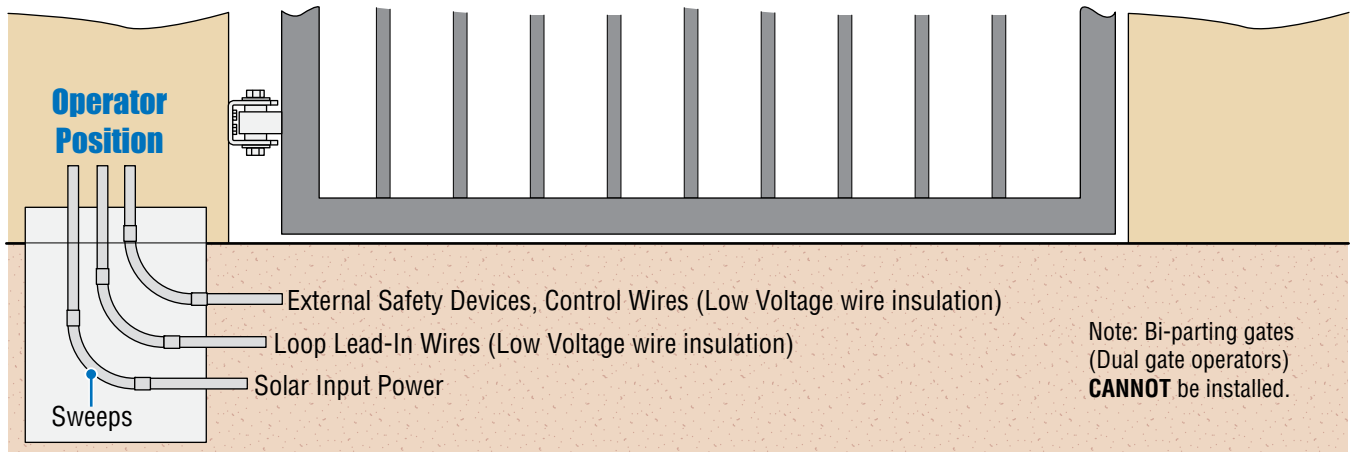 Operator
Position
External Safety Devices, Control Wires (Low Voltage wire insulation)
Loop Lead-In Wires (Low Voltage wire insulation)
Solar Input Power
Sweeps
Note: Bi-parting gates
(Dual gate operators)
CANNOT be installed.